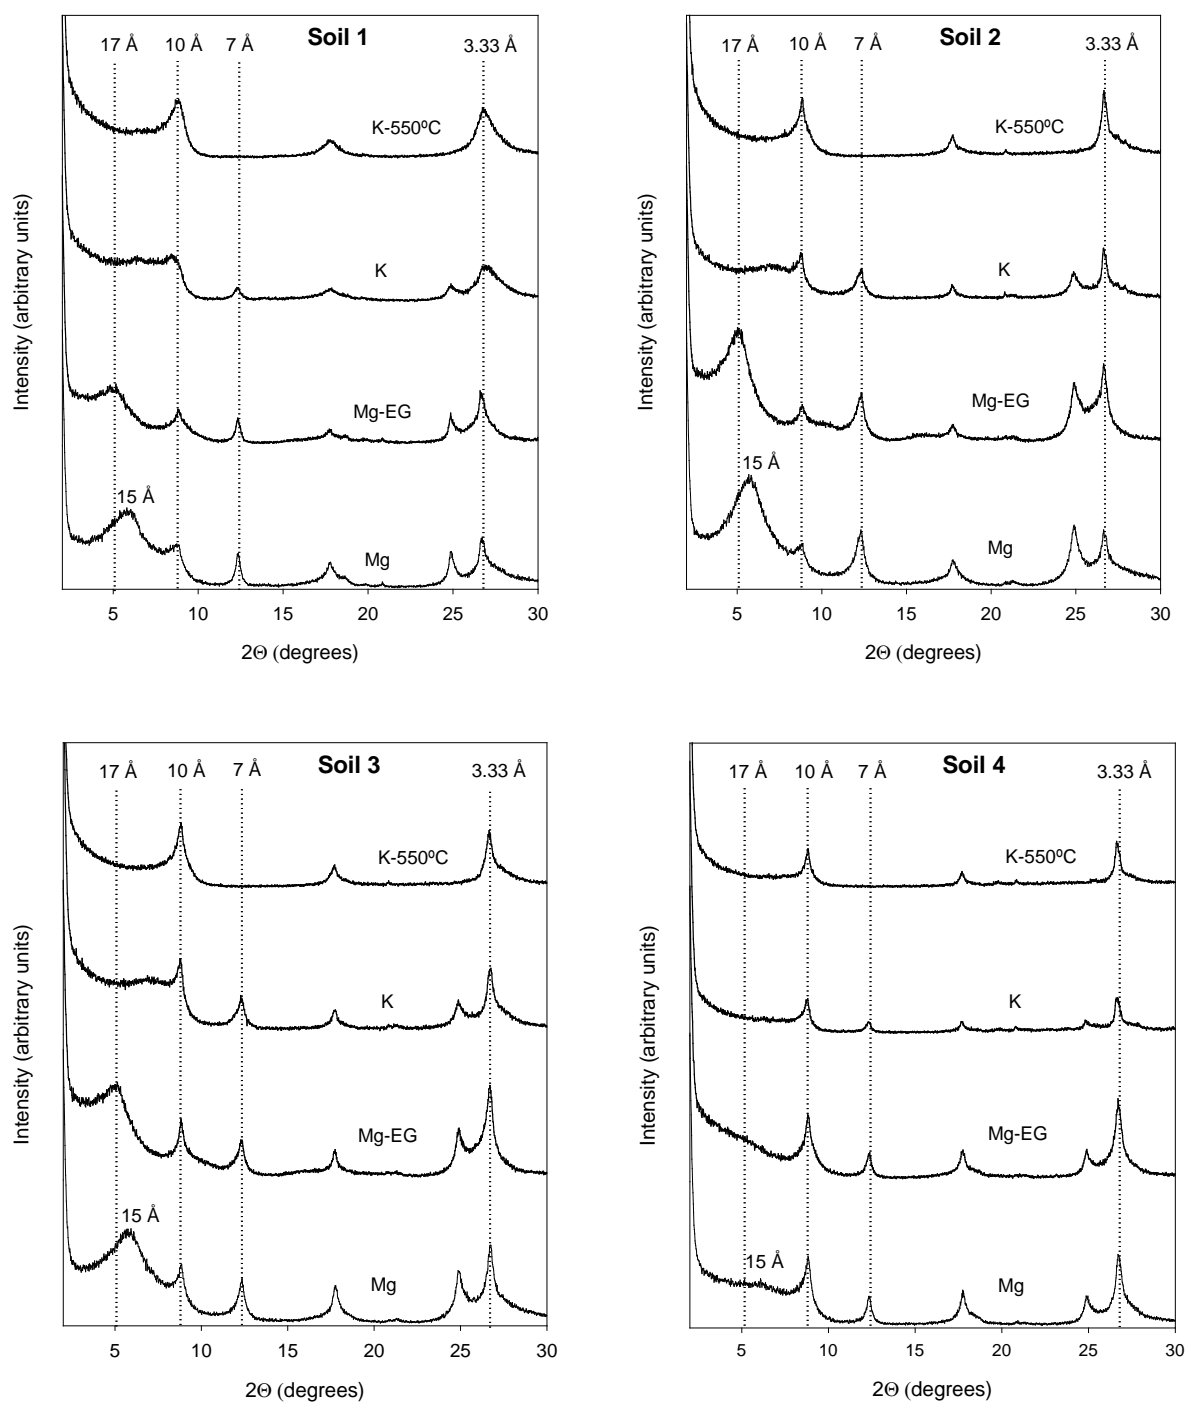 Soil 1
17 Å 10 Å 7 Å 3.33 Å
K-550ºC
K
Mg-EG
15 Å
Mg
Intensity (arbitrary units)
5 10 15 20 25 30
2Θ (degrees)
Soil 2
17 Å 10 Å 7 Å 3.33 Å
K-550ºC
K
Mg-EG
15 Å
Mg
Intensity (arbitrary units)
5 10 15 20 25 30
2Θ (degrees)
Soil 3
17 Å 10 Å 7 Å 3.33 Å
K-550ºC
K
Mg-EG
15 Å
Mg
Intensity (arbitrary units)
5 10 15 20 25 30
2Θ (degrees)
Soil 4
17 Å 10 Å 7 Å 3.33 Å
K-550ºC
K
Mg-EG
15 Å
Mg
Intensity (arbitrary units)
5 10 15 20 25 30
2Θ (degrees)